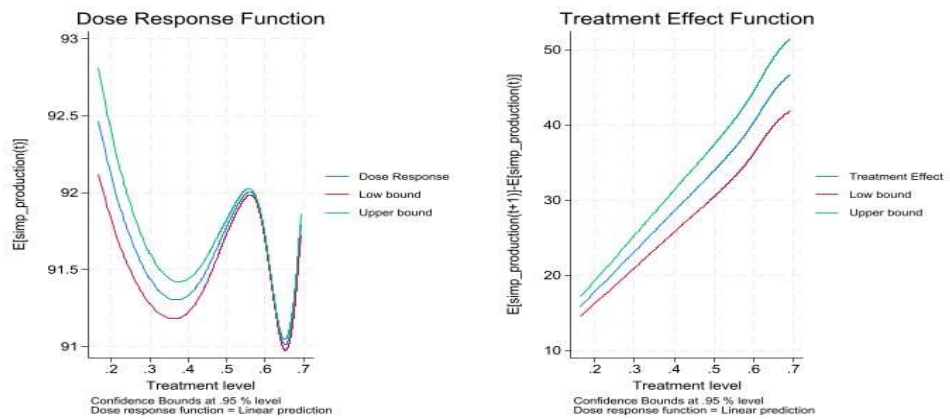 Dose Response Function
93
92.5
92
91.5
91
E[simp_production(t)]
.2 .3 .4 .5 .6 .7
Treatment level
Confidence Bounds at .95 % level
Dose response function = Linear prediction
Dose Response
Low bound
Upper bound
Treatment Effect Function
50
40
30
20
10
E[simp_production(t+1)]-E[simp_production(t)]
.2 .3 .4 .5 .6 .7
Treatment level
Confidence Bounds at .95 % level
Dose response function = Linear prediction
Treatment Effect
Low bound
Upper bound